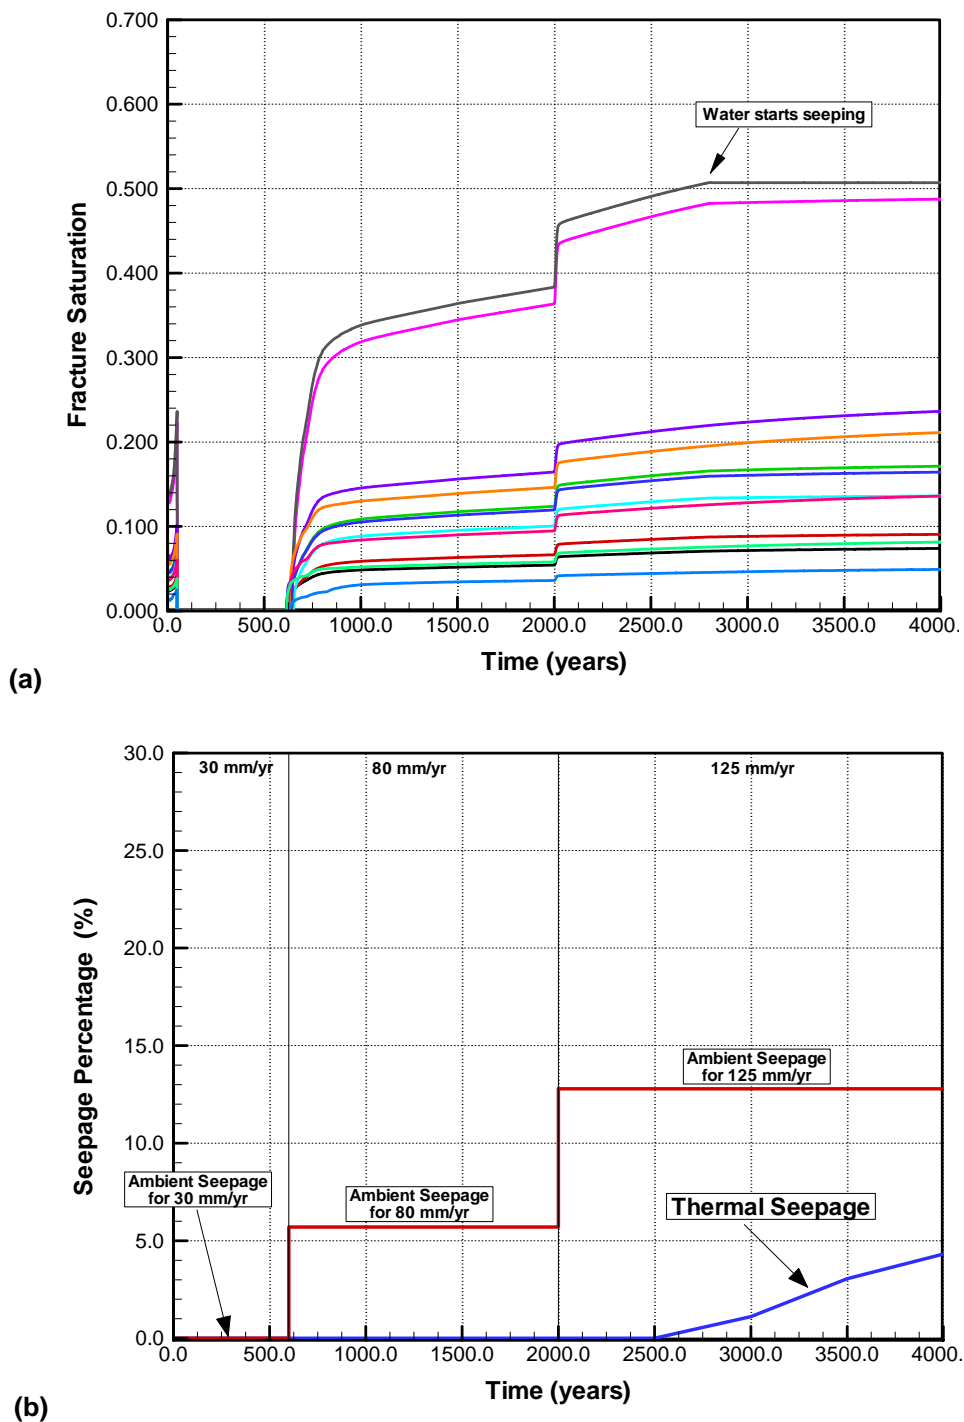 0.700
0.600
0.500
0.400
0.300
0.200
0.100
0.000
Fracture Saturation
Water starts seeping
0.0 500.0 1000.0 1500.0 2000.0 2500.0 3000.0 3500.0 4000.
Time (years)
(a)
30.0
25.0
20.0
15.0
10.0
5.0
0.0
Seepage Percentage (%)
30 mm/yr 80 mm/yr 125 mm/yr
Ambient Seepage
for 125 mm/yr
Ambient Seepage
for 30 mm/yr
Ambient Seepage
for 80 mm/yr
Thermal Seepage
0.0 500.0 1000.0 1500.0 2000.0 2500.0 3000.0 3500.0 4000.
Time (years)
(b)